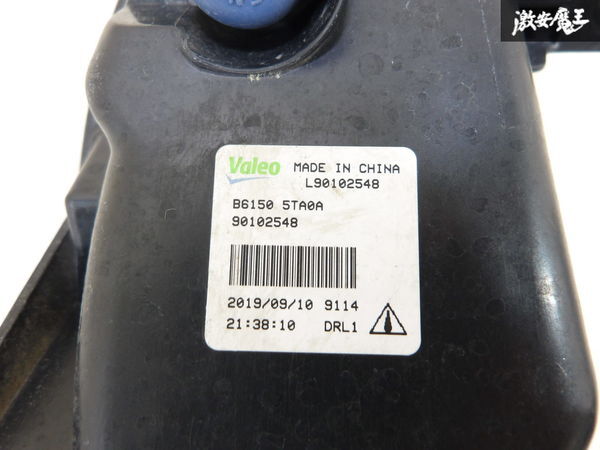 激安魔王
Valeo MADE IN CHINA
L90102548
B6150 5TA0A
90102548
2019/09/10 9114
21:38:10 DRL1